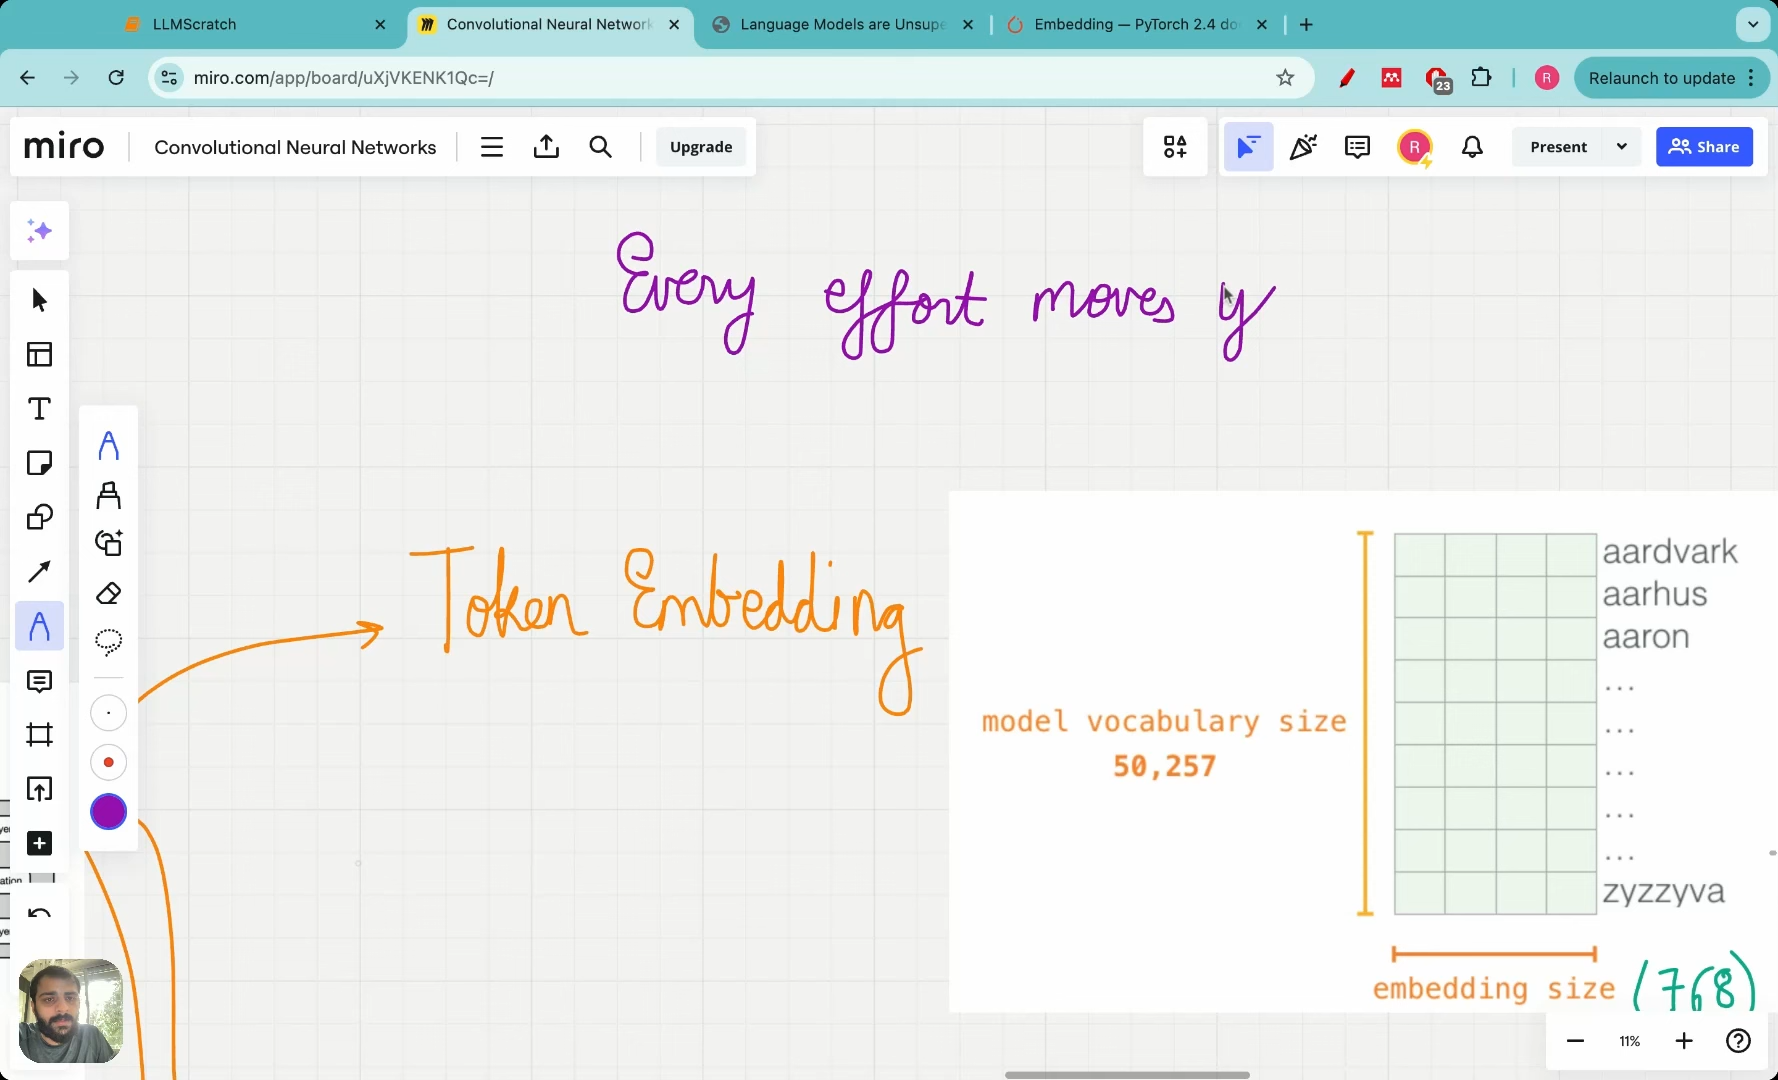 LLMScratch
Convolutional Neural Network
Language Models are Unsupe
Embedding — PyTorch 2.4 do
miro.com/app/board/uXjVKENK1Qc=/
23
R
Relaunch to update
miro
Convolutional Neural Networks
Upgrade
R
Present
Share
Every effort moves y
Token Embedding
aardvark
aarhus
aaron
...
...
...
...
...
zyzzyva
model vocabulary size
50,257
embedding size (768)
11%